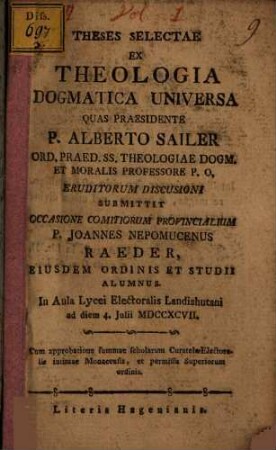 Diss.
697
Vol 1
9
THESES SELECTAE
EX
THEOLOGIA
DOGMATICA UNIVERSA
QUAS PRAESIDENTE
P. ALBERTO SAILER
ORD. PRAED. SS. THEOLOGIAE DOGM.
ET MORALIS PROFESSORE P. O.
ERUDITORUM DISCUSIONI
SUBMITTIT
OCCASIONE COMITIORUM PROVINCIALIUM
P. JOANNES NEPOMUCENUS
RAEDER,
EIUSDEM ORDINIS ET STUDII
ALUMNUS.
In Aula Lycei Electoralis Landishutani
ad diem 4. Julii MDCCXCVII.
Cum approbatione summae scholarum Curatelae Electora-
lis intimae Monacensis, et permissu Superiorum
ordinis.
Literis Hagenianis.